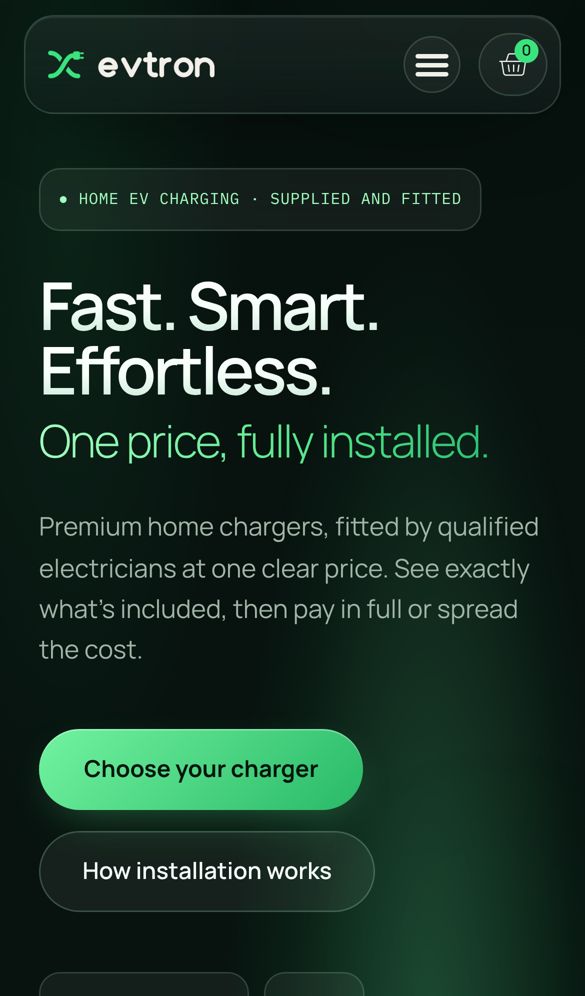 evtron
0
HOME EV CHARGING · SUPPLIED AND FITTED
Fast. Smart.
Effortless.
One price, fully installed.
Premium home chargers, fitted by qualified
electricians at one clear price. See exactly
what's included, then pay in full or spread
the cost.
Choose your charger
How installation works